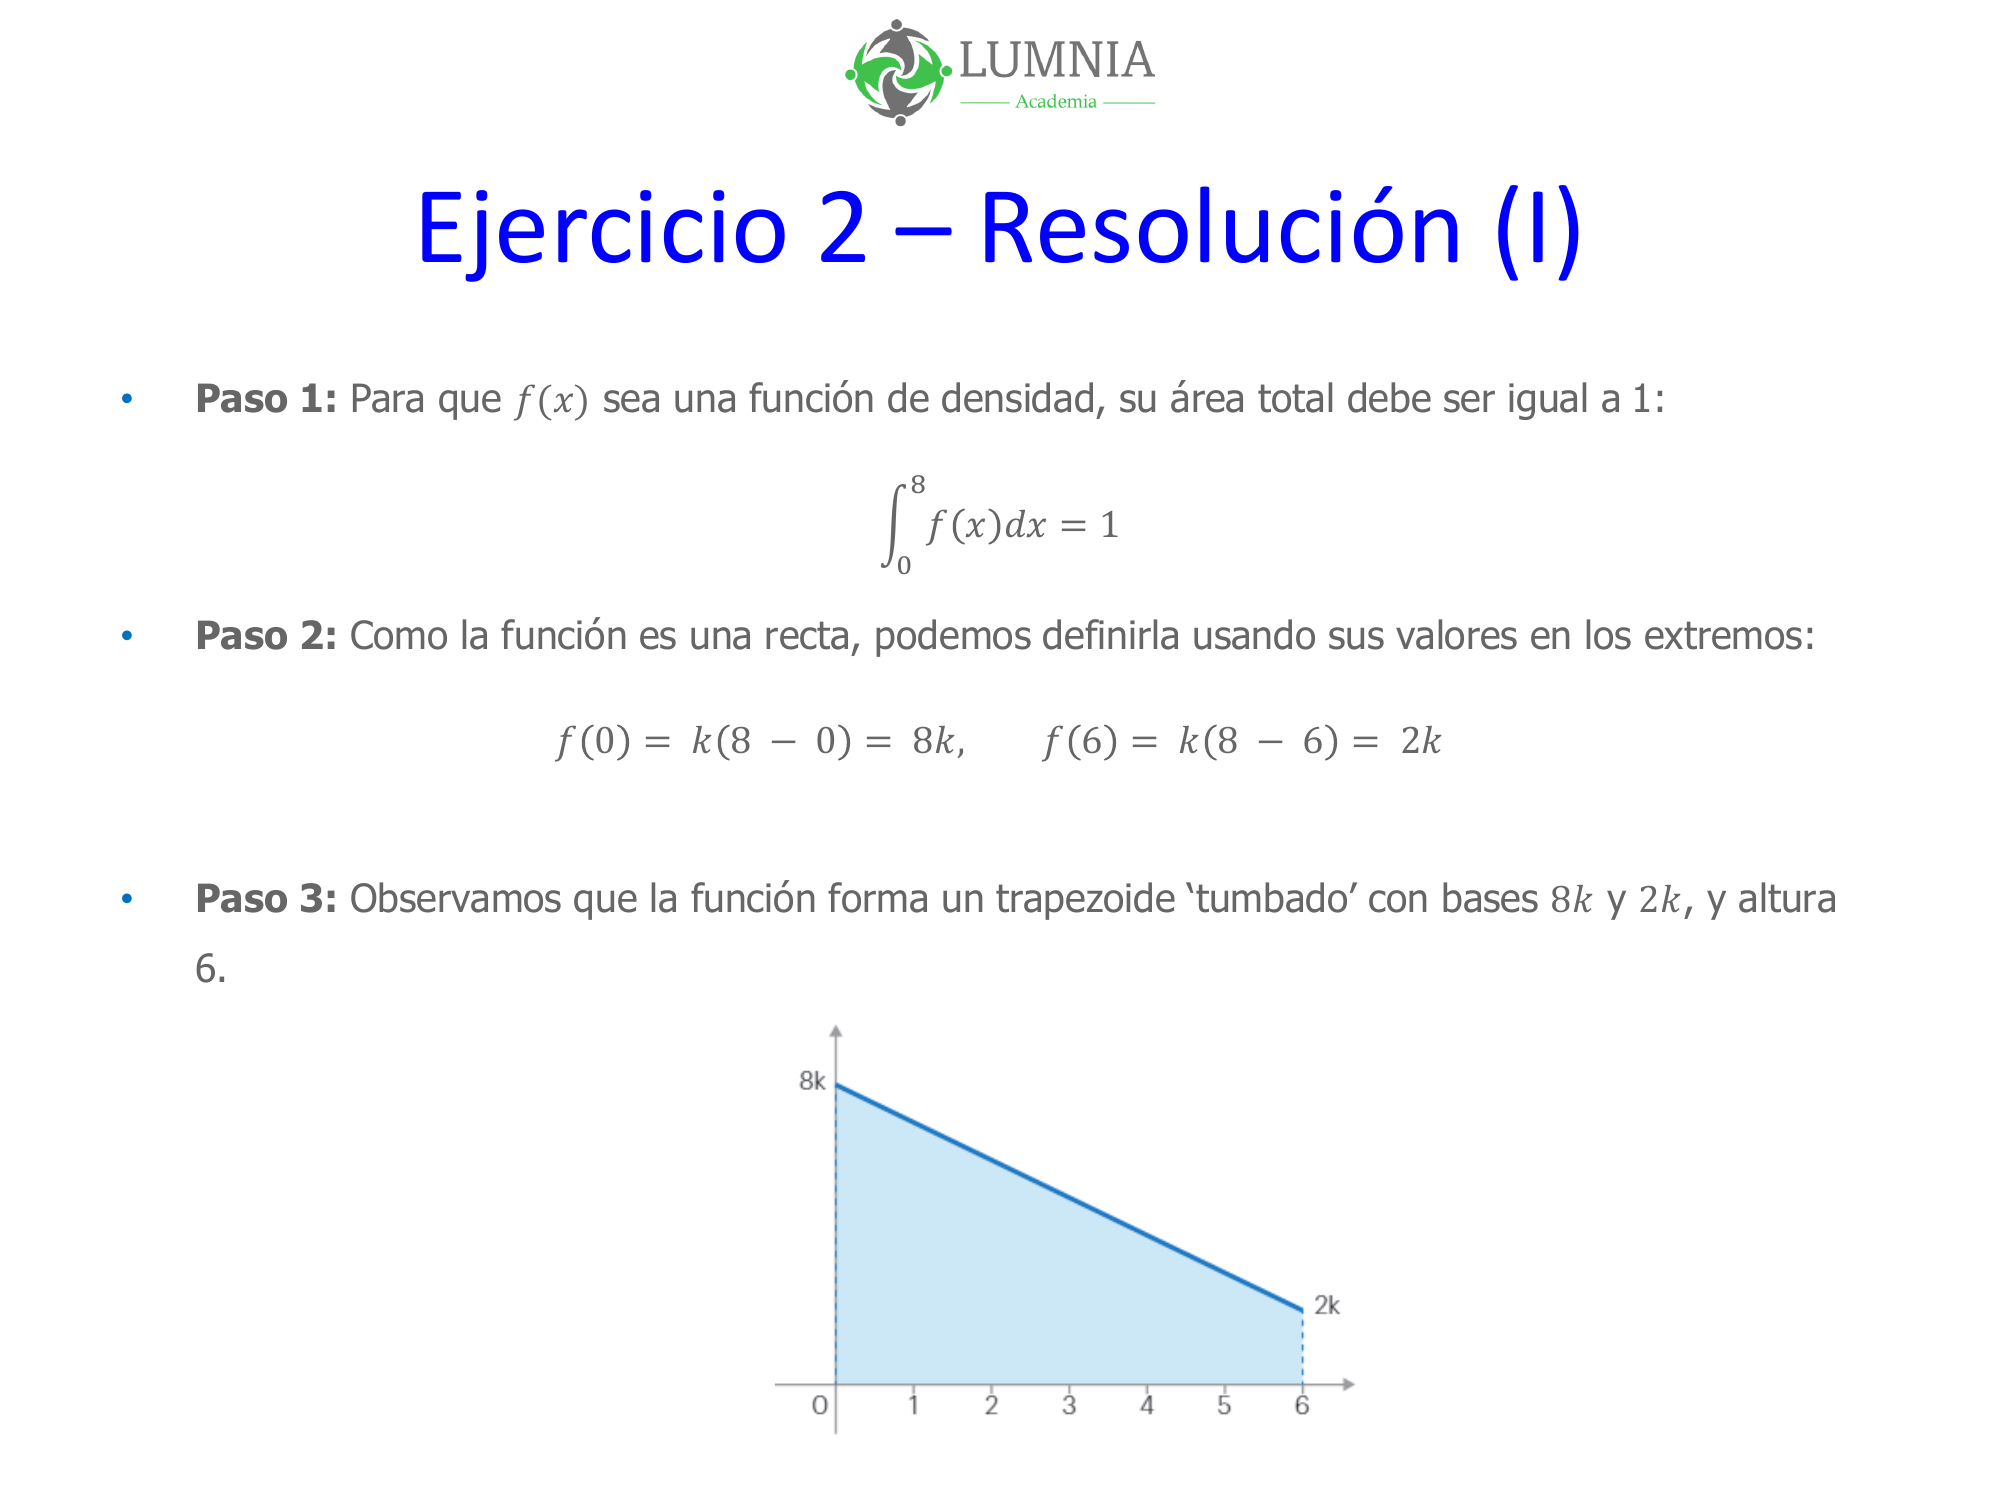 LUMNIA
Academia
Ejercicio 2 – Resolución (I)
• Paso 1: Para que f(x) sea una función de densidad, su área total debe ser igual a 1:
∫₀⁸ f(x)dx = 1
• Paso 2: Como la función es una recta, podemos definirla usando sus valores en los extremos:
f(0) = k(8 − 0) = 8k, f(6) = k(8 − 6) = 2k
• Paso 3: Observamos que la función forma un trapezoide ‘tumbado’ con bases 8k y 2k, y altura
6.
8k
2k
0 1 2 3 4 5 6